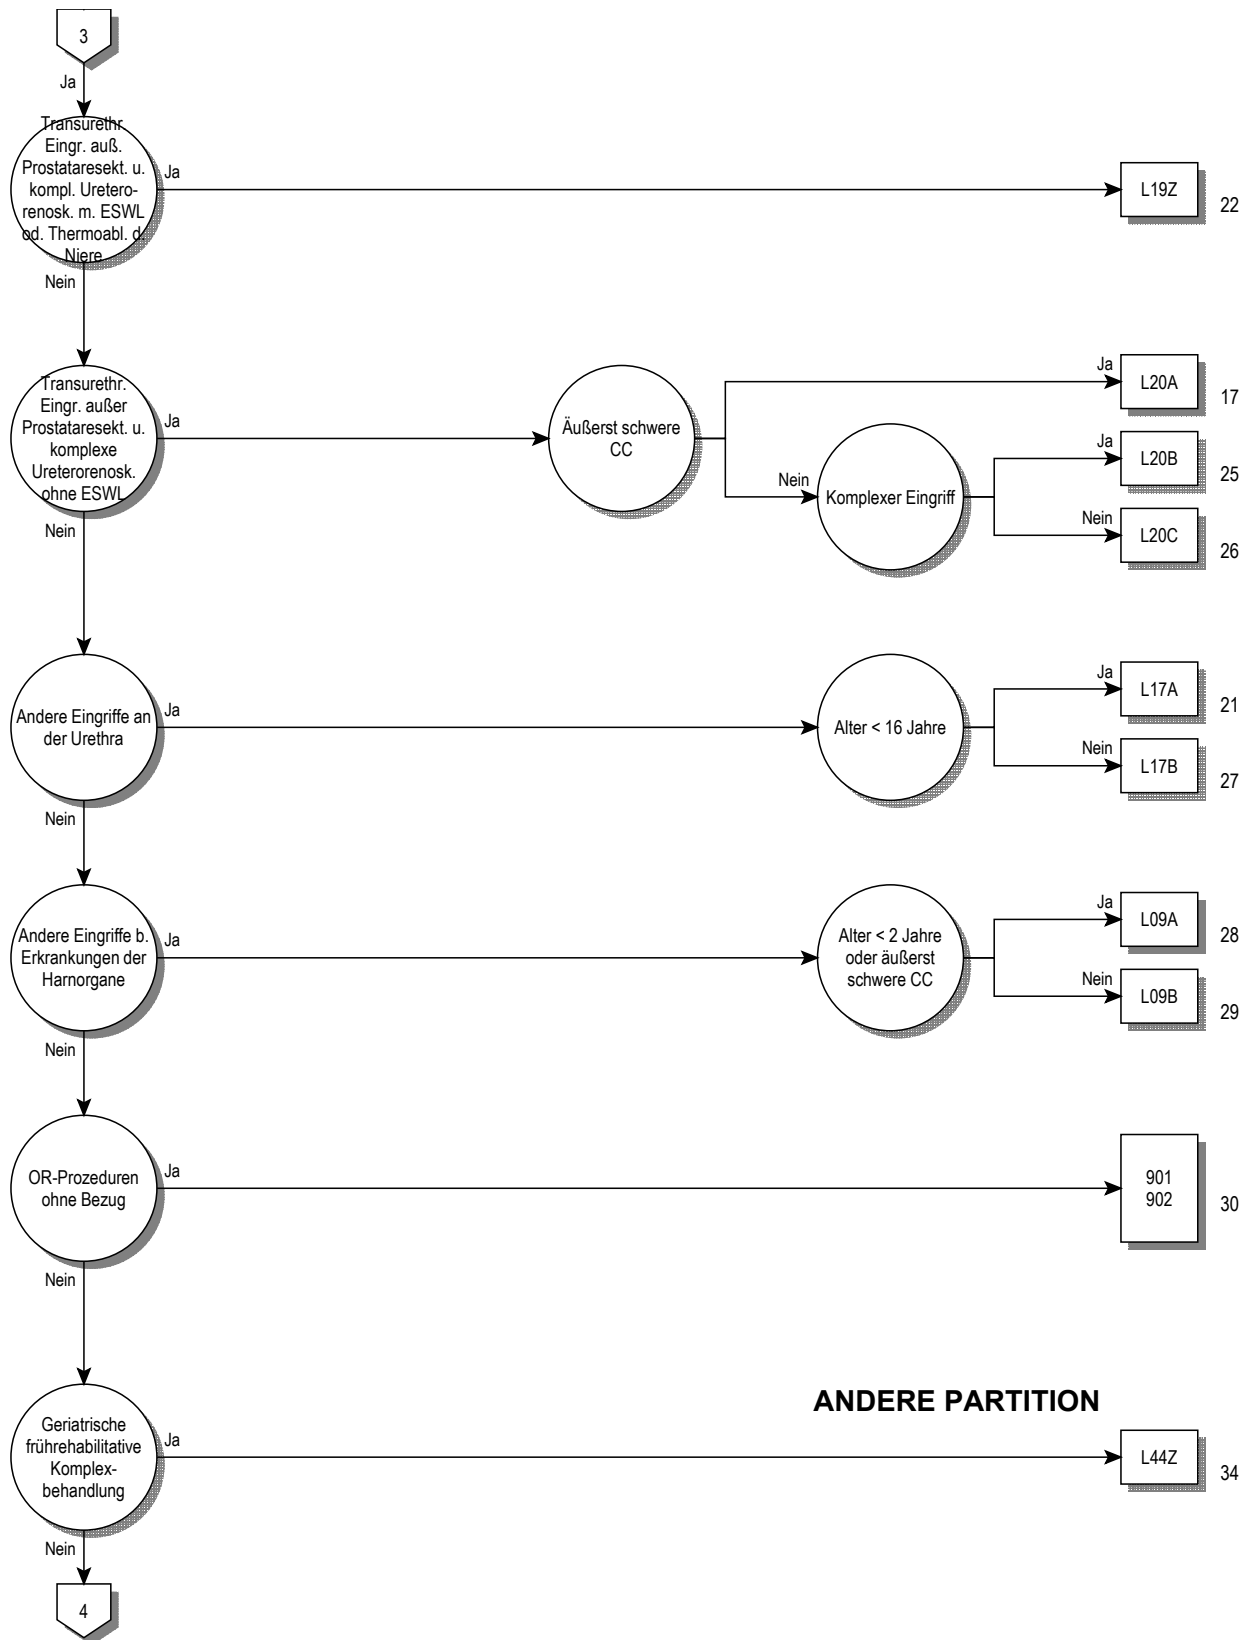 3
Ja
Transurethr.
Eingr. auß.
Prostataresekt. u.
kompl. Uretero-
renosk. m. ESWL
od. Thermoabl. d.
Niere
Ja
L19Z
22
Nein
Transurethr.
Eingr. außer
Prostataresekt. u.
komplexe
Ureterorenosk.
ohne ESWL
Ja
Äußerst schwere
CC
Ja
L20A
17
Nein
Komplexer Eingriff
Ja
L20B
25
Nein
L20C
26
Nein
Andere Eingriffe an
der Urethra
Ja
Alter < 16 Jahre
Ja
L17A
21
Nein
L17B
27
Nein
Andere Eingriffe b.
Erkrankungen der
Harnorgane
Ja
Alter < 2 Jahre
oder äußerst
schwere CC
Ja
L09A
28
Nein
L09B
29
Nein
OR-Prozeduren
ohne Bezug
Ja
901
902
30
Nein
ANDERE PARTITION
Geriatrische
frührehabilitative
Komplex-
behandlung
Ja
L44Z
34
Nein
4